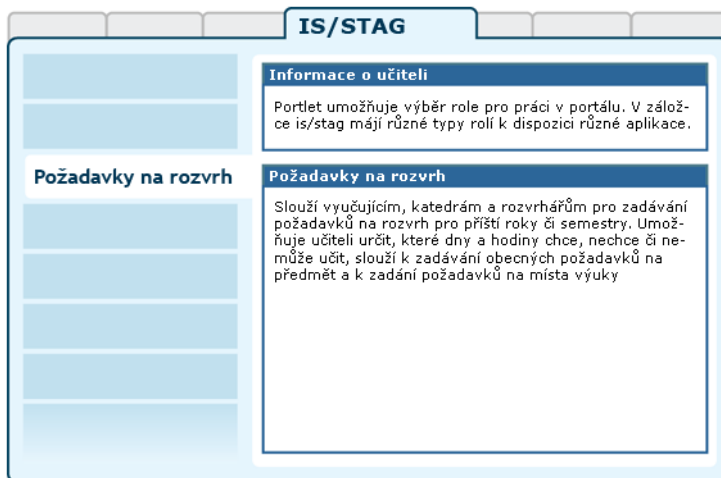 IS/STAG
Informace o učiteli
Portlet umožňuje výběr role pro práci v portálu. V zálož-
ce is/stag májí různé typy rolí k dispozici různé aplikace.
Požadavky na rozvrh
Požadavky na rozvrh
Slouží vyučujícím, katedrám a rozvrhářům pro zadávání
požadavků na rozvrh pro příští roky či semestry. Umož-
ňuje učiteli určit, které dny a hodiny chce, nechce či ne-
může učit, slouží k zadávání obecných požadavků na
předmět a k zadání požadavků na místa výuky